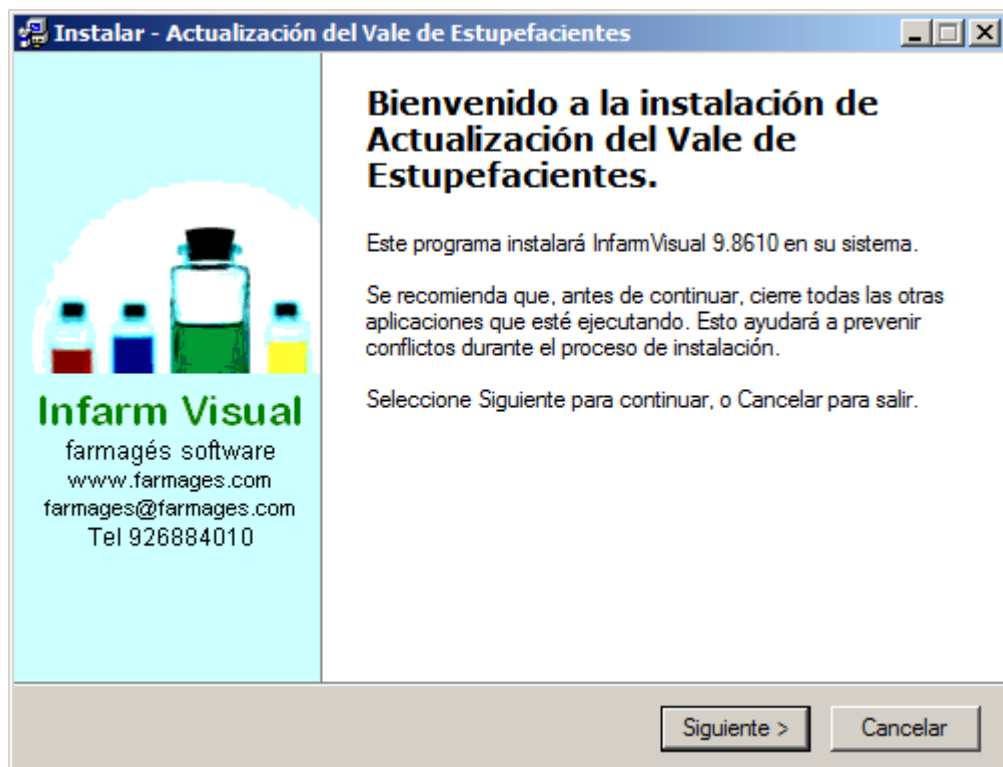 Instalar - Actualización del Vale de Estupefacientes
Bienvenido a la instalación de
Actualización del Vale de
Estupefacientes.
Este programa instalará InfarmVisual 9.8610 en su sistema.
Se recomienda que, antes de continuar, cierre todas las otras
aplicaciones que esté ejecutando. Esto ayudará a prevenir
conflictos durante el proceso de instalación.
Seleccione Siguiente para continuar, o Cancelar para salir.
Infarm Visual
farmagés software
www.farmages.com
farmages@farmages.com
Tel 926884010
Siguiente >
Cancelar